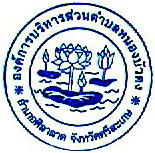 องค์การบริหารส่วนตำบลหนองบัวดง
อำเภอศิลาลาด จังหวัดศรีสะเกษ